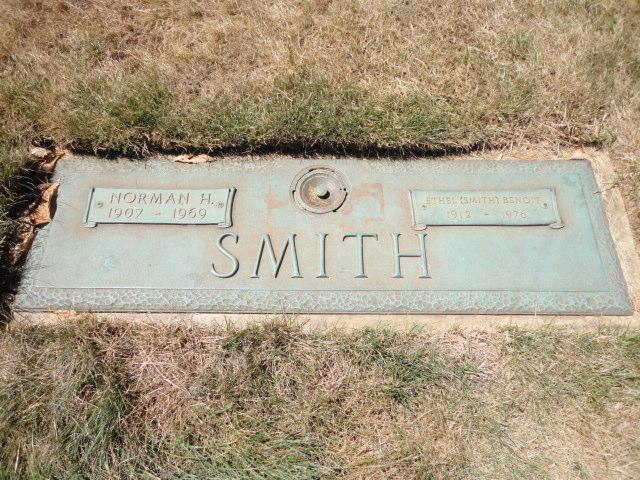 NORMAN H.
1907 - 1969
ETHEL (SMITH) BENOIT
1912 - 1976
SMITH